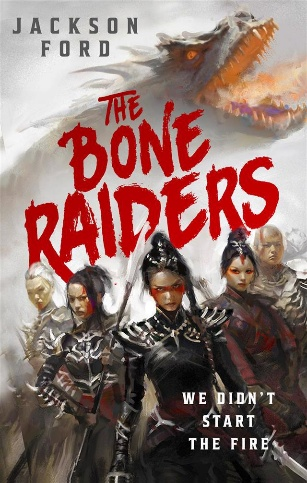 JACKSON
FORD
THE
BONE
RAIDERS
WE DIDN'T
START
THE FIRE